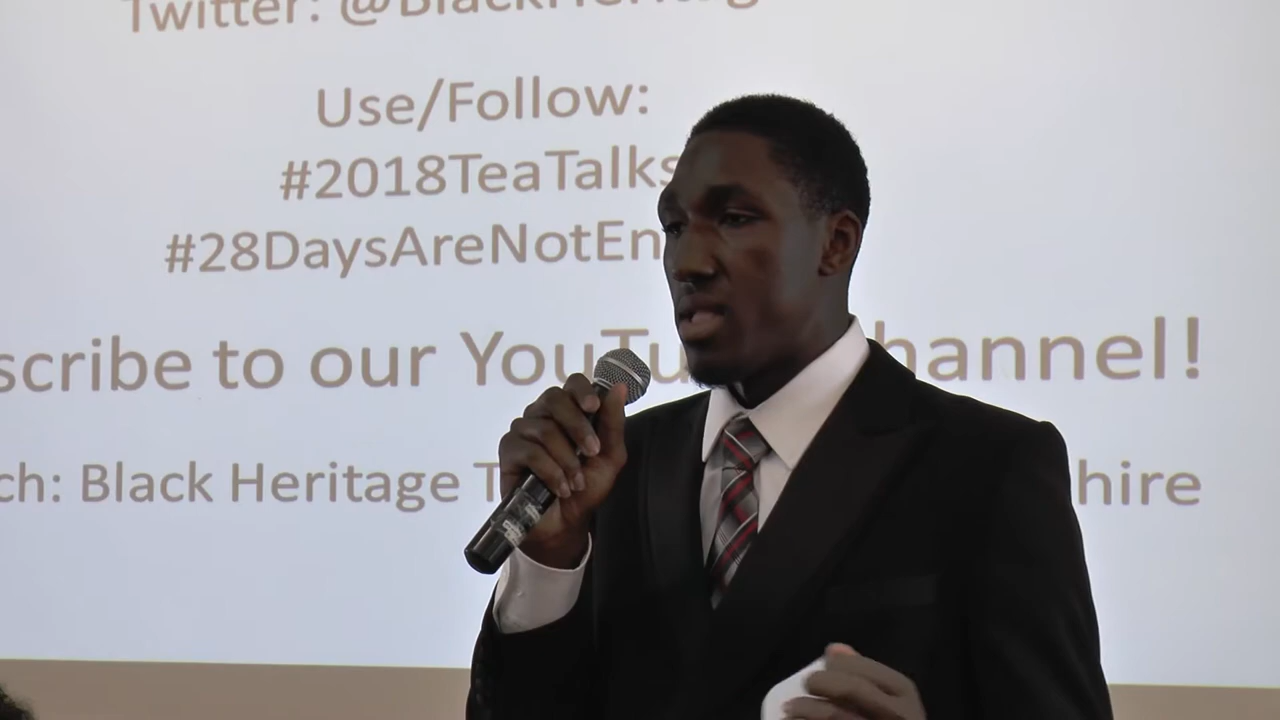 Twitter: @BlackHeritag
Use/Follow:
#2018TeaTalks
#28DaysAreNotEn
scribe to our YouTu hannel!
ch: Black Heritage T hire